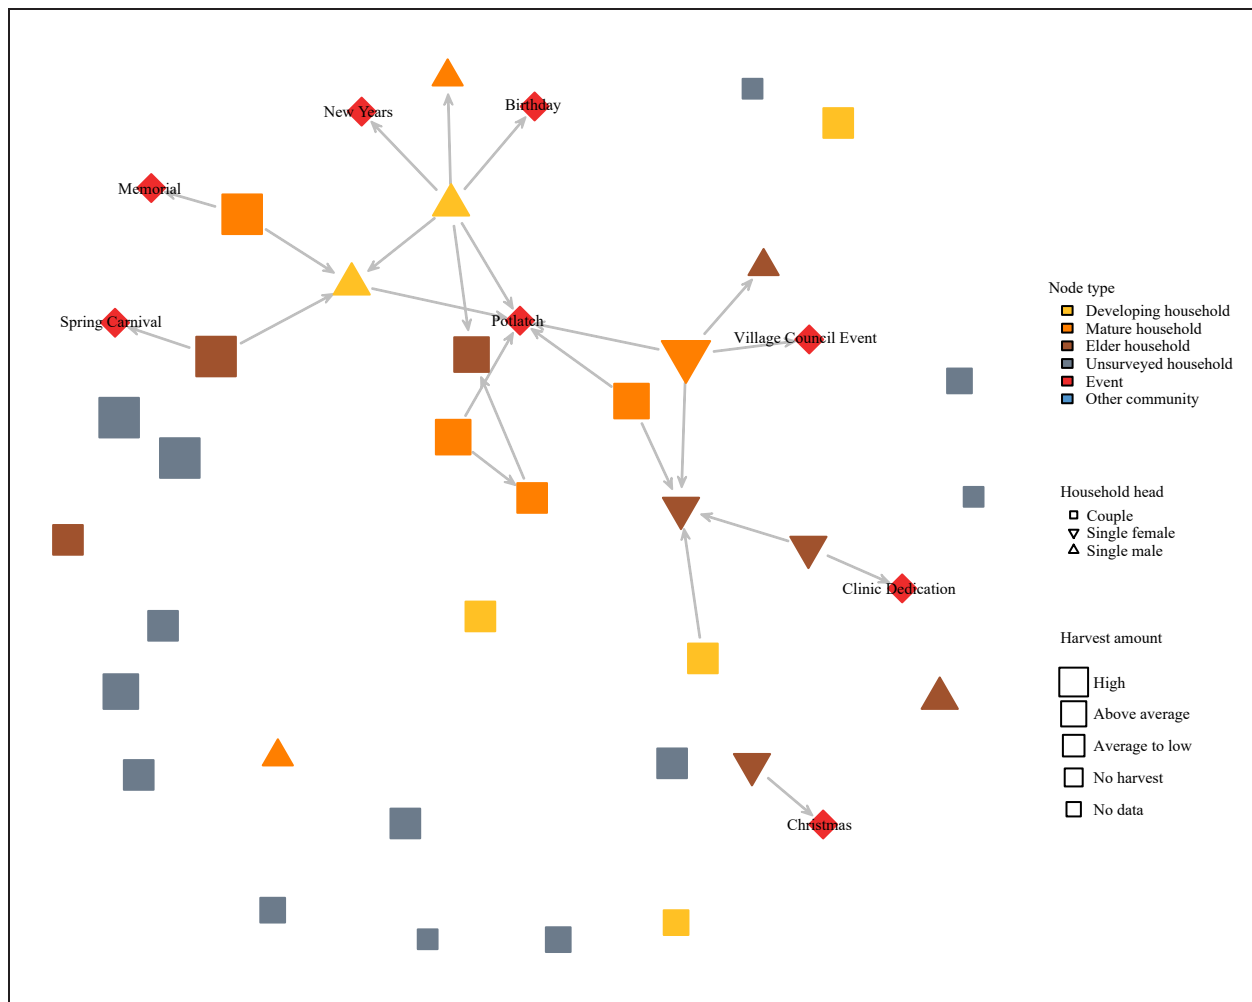 New Years
Birthday
Memorial
Spring Carnival
Potlatch
Village Council Event
Clinic Dedication
Christmas
Node type
Developing household
Mature household
Elder household
Unsurveyed household
Event
Other community
Household head
Couple
Single female
Single male
Harvest amount
High
Above average
Average to low
No harvest
No data